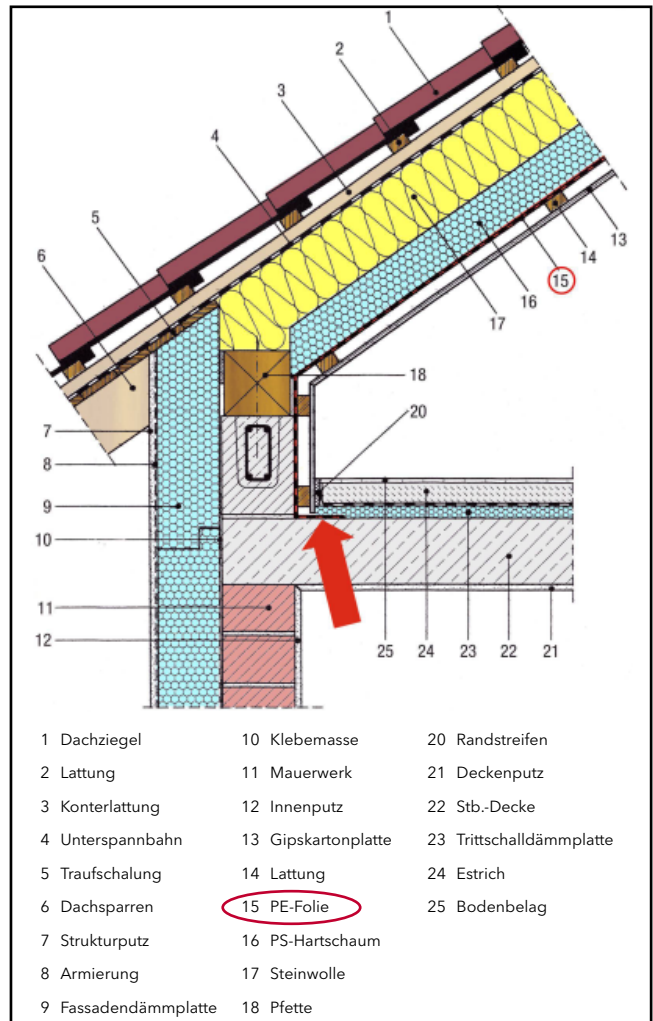 1
2
3
4
5
6
7
8
9
10
11
12
13
14
15
16
17
18
20
25 24 23 22 21
1 Dachziegel
2 Lattung
3 Konterlattung
4 Unterspannbahn
5 Traufschalung
6 Dachsparren
7 Strukturputz
8 Armierung
9 Fassadendämmplatte
10 Klebemasse
11 Mauerwerk
12 Innenputz
13 Gipskartonplatte
14 Lattung
15 PE-Folie
16 PS-Hartschaum
17 Steinwolle
18 Pfette
20 Randstreifen
21 Deckenputz
22 Stb.-Decke
23 Trittschalldämmplatte
24 Estrich
25 Bodenbelag